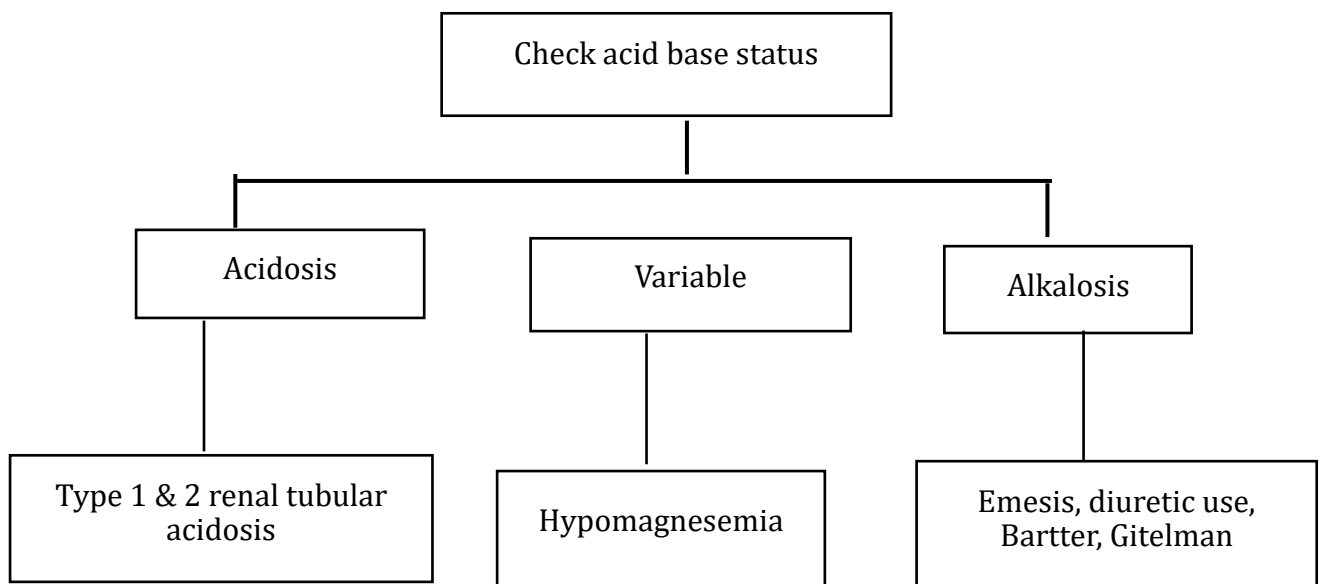 Check acid base status
Acidosis
Variable
Alkalosis
Type 1 & 2 renal tubular
acidosis
Hypomagnesemia
Emesis, diuretic use,
Bartter, Gitelman